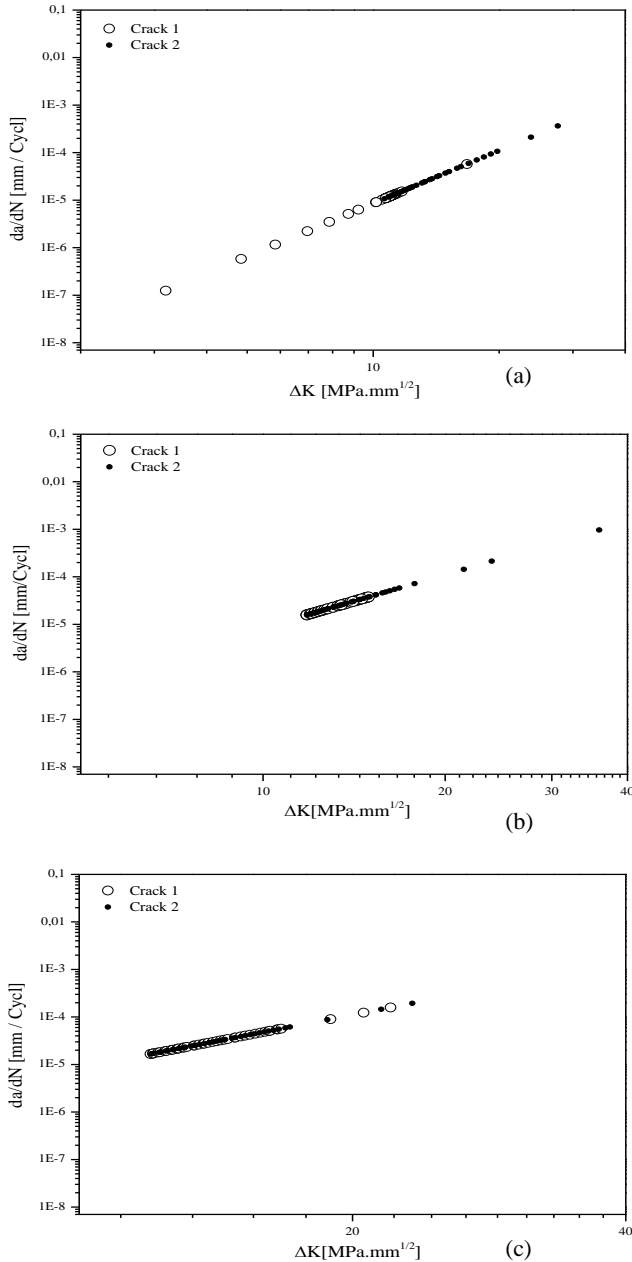 0,1
Crack 1
Crack 2
0,01
1E-3
1E-4
1E-5
1E-6
1E-7
1E-8
da/dN [mm / Cycl]
10
ΔK [MPa.mm^1/2]
(a)
0,1
Crack 1
Crack 2
0,01
1E-3
1E-4
1E-5
1E-6
1E-7
1E-8
da/dN [mm/Cycl]
10 20 30 40
ΔK[MPa.mm^1/2]
(b)
0,1
Crack 1
Crack 2
0,01
1E-3
1E-4
1E-5
1E-6
1E-7
1E-8
da/dN [mm / Cycl]
20 40
ΔK[MPa.mm^1/2]
(c)